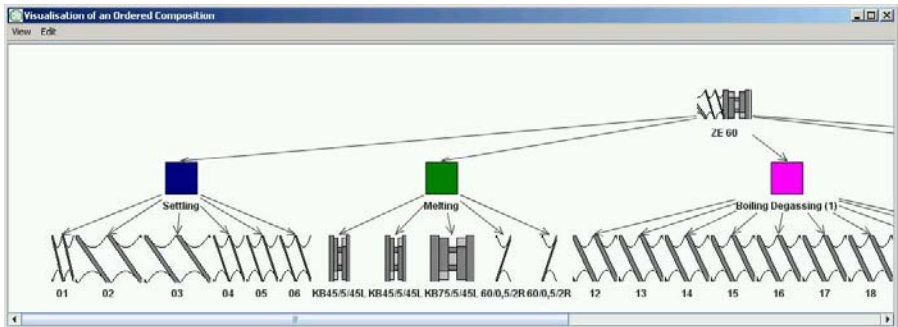 Visualisation of an Ordered Composition
View Edit
ZE 60
Settling Melting Boiling Degassing (1)
01 02 03 04 05 06 KB45/5/45L KB45/5/45L KB75/5/45L 60/0,5/2R 60/0,5/2R 12 13 14 15 16 17 18